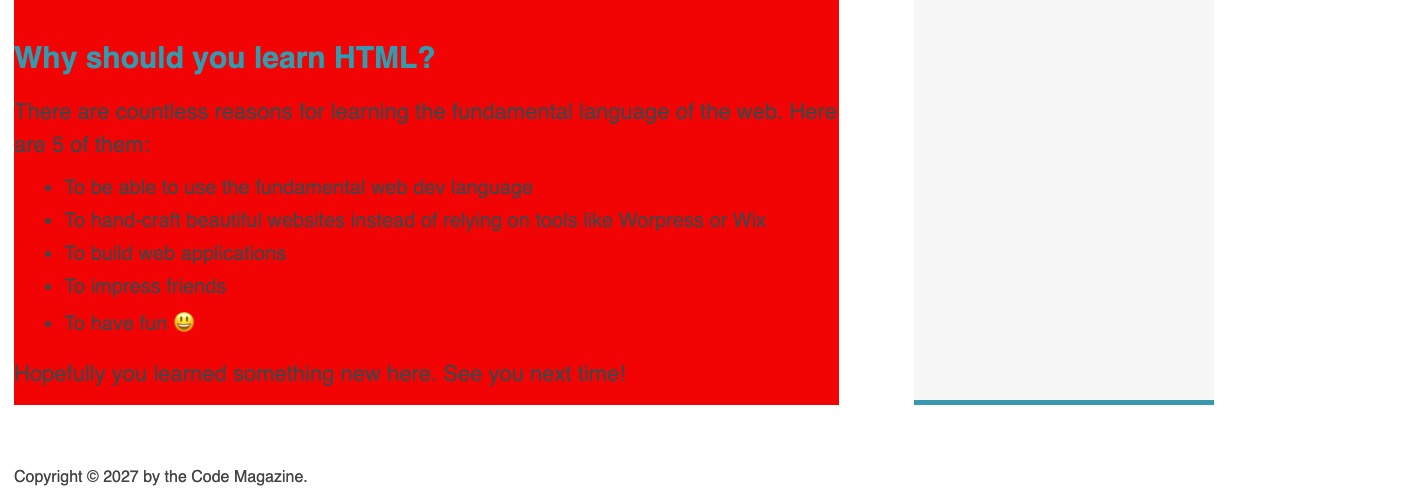 Why should you learn HTML?
There are countless reasons for learning the fundamental language of the web. Here
are 5 of them:
• To be able to use the fundamental web dev language
• To hand-craft beautiful websites instead of relying on tools like Worpress or Wix
• To build web applications
• To impress friends
• To have fun 😃
Hopefully you learned something new here. See you next time!
Copyright © 2027 by the Code Magazine.